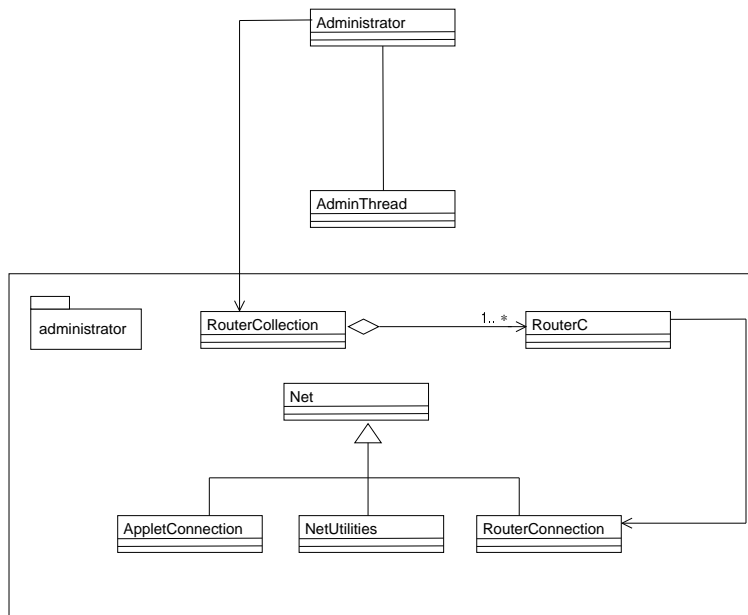 Administrator
AdminThread
administrator
RouterCollection
1.. *
RouterC
Net
AppletConnection
NetUtilities
RouterConnection